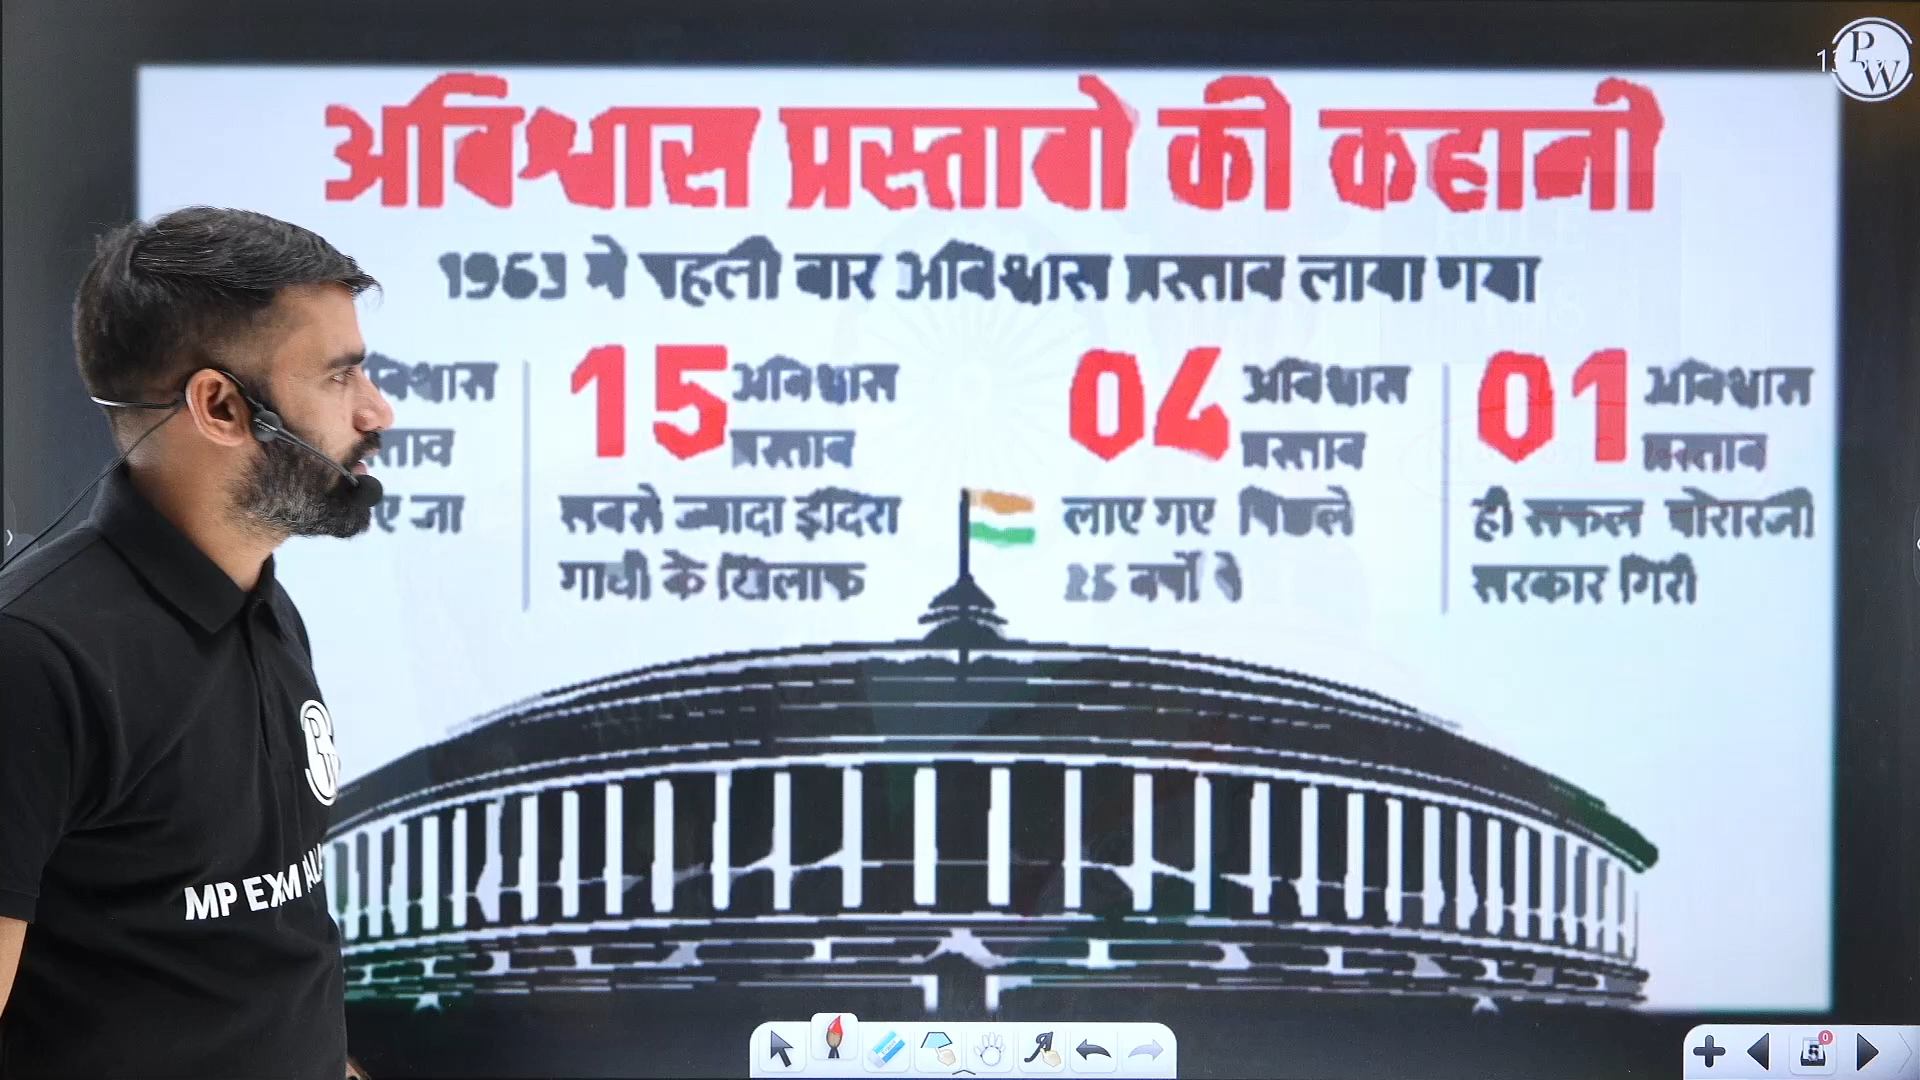 PW
अविश्वास प्रस्तावों की कहानी
1963 में पहली बार अविश्वास प्रस्ताव लाया गया
15 अविश्वास
प्रस्ताव
सबसे ज्यादा इंदिरा
गांधी के खिलाफ
04 अविश्वास
प्रस्ताव
लाए गए पिछले
25 वर्षों में
01 अविश्वास
प्रस्ताव
ही सफल मोरारजी
सरकार गिरी
MP EXAM